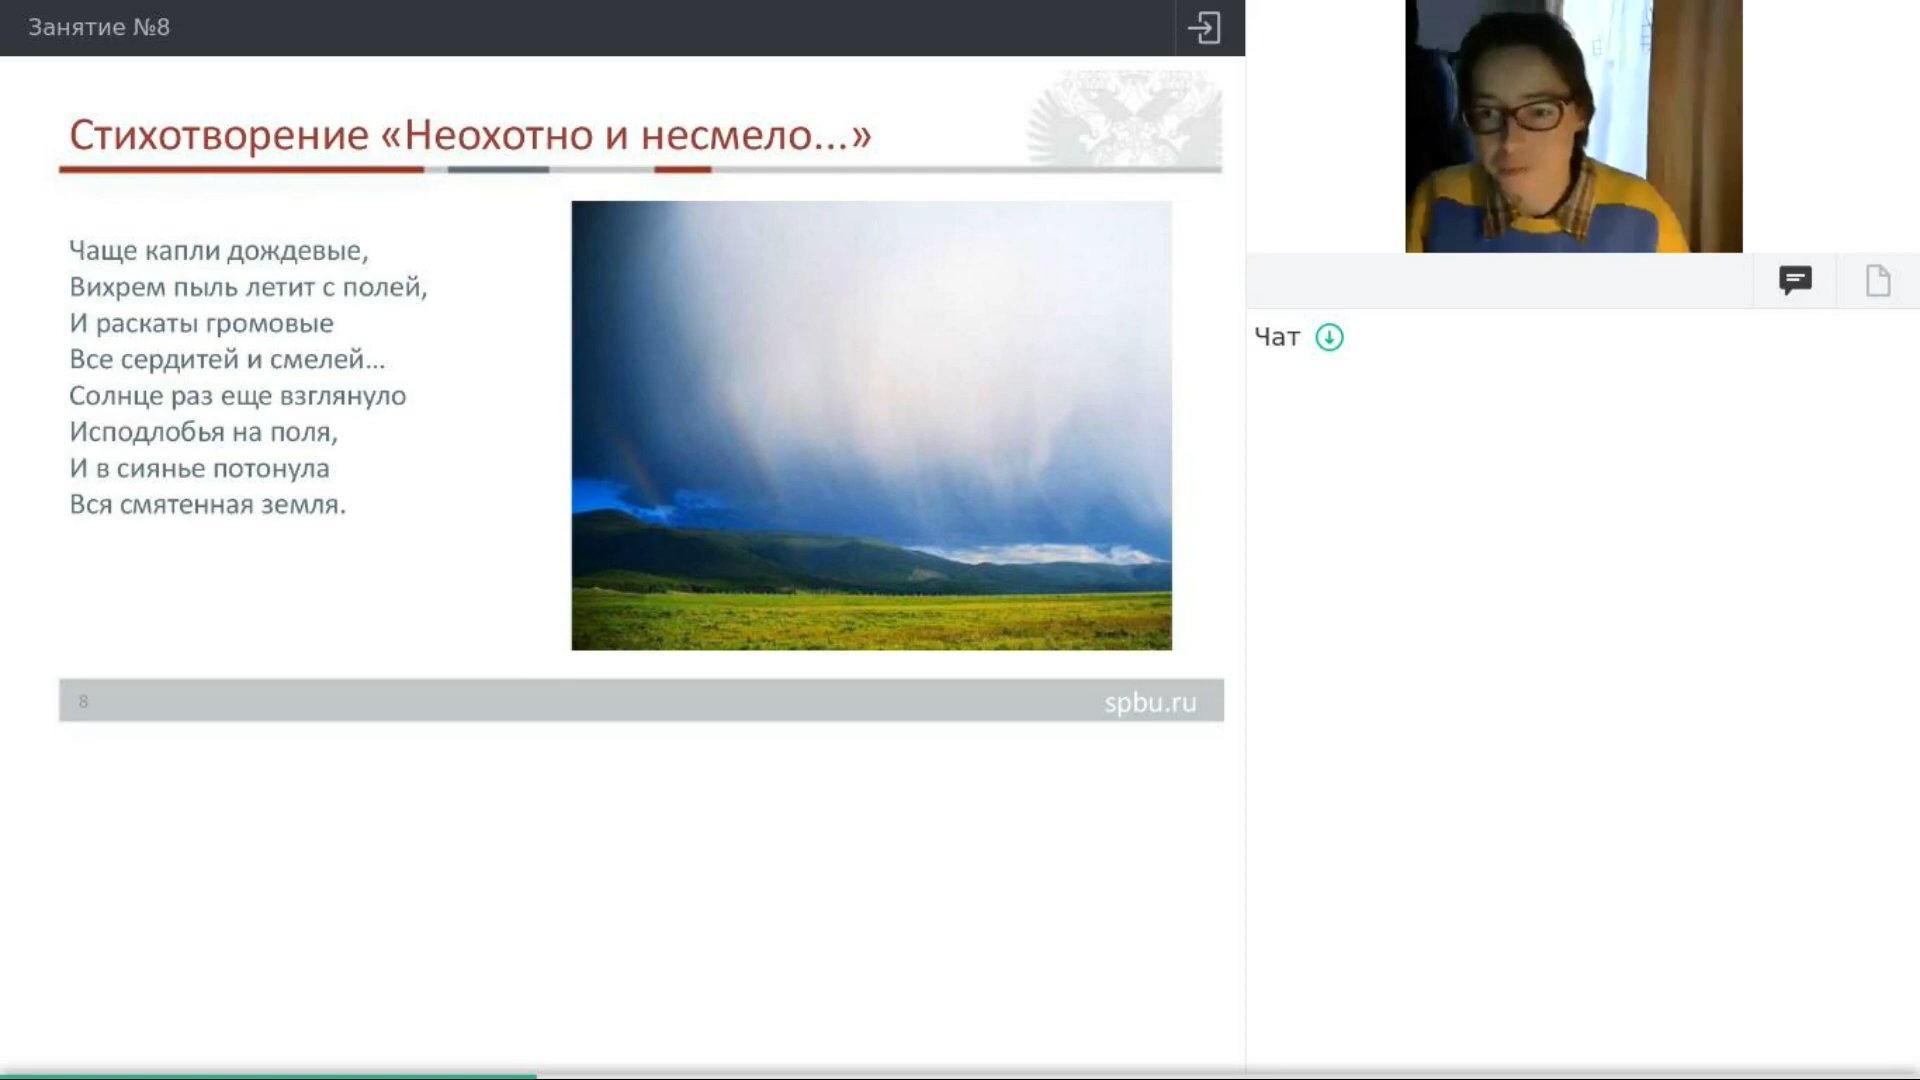 Занятие №8
Стихотворение «Неохотно и несмело...»
Чаще капли дождевые,
Вихрем пыль летит с полей,
И раскаты громовые
Все сердитей и смелей...
Солнце раз еще взглянуло
Исподлобья на поля,
И в сиянье потонула
Вся смятенная земля.
8
spbu.ru
Чат